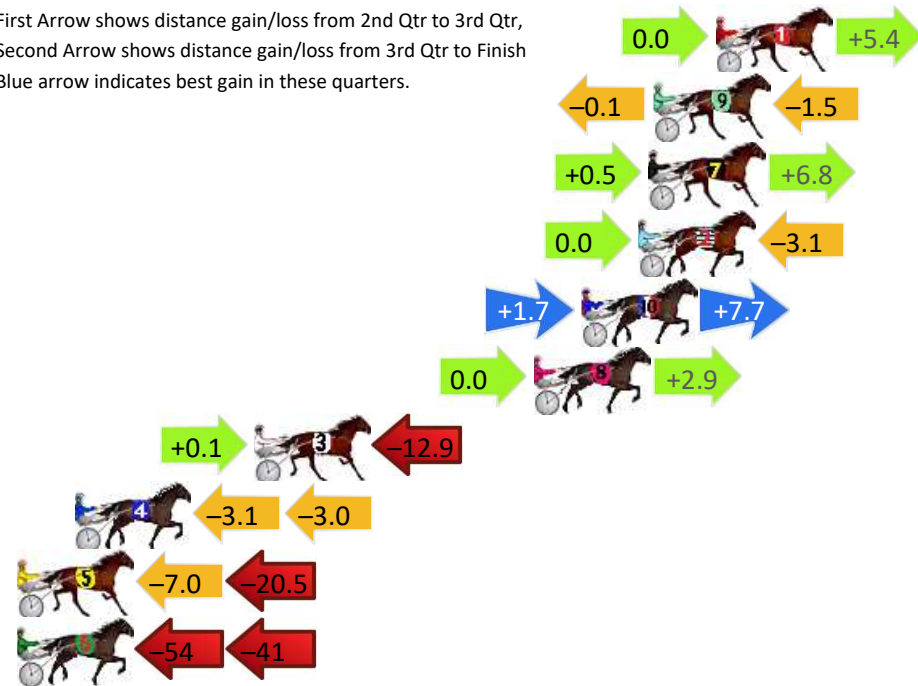 First Arrow shows distance gain/loss from 2nd Qtr to 3rd Qtr,
Second Arrow shows distance gain/loss from 3rd Qtr to Finish
Blue arrow indicates best gain in these quarters.
0.0 1 +5.4
–0.1 9 –1.5
+0.5 7 +6.8
0.0 –3.1
+1.7 10 +7.7
0.0 8 +2.9
+0.1 3 –12.9
4 –3.1 –3.0
5 –7.0 –20.5
6 –54 –41